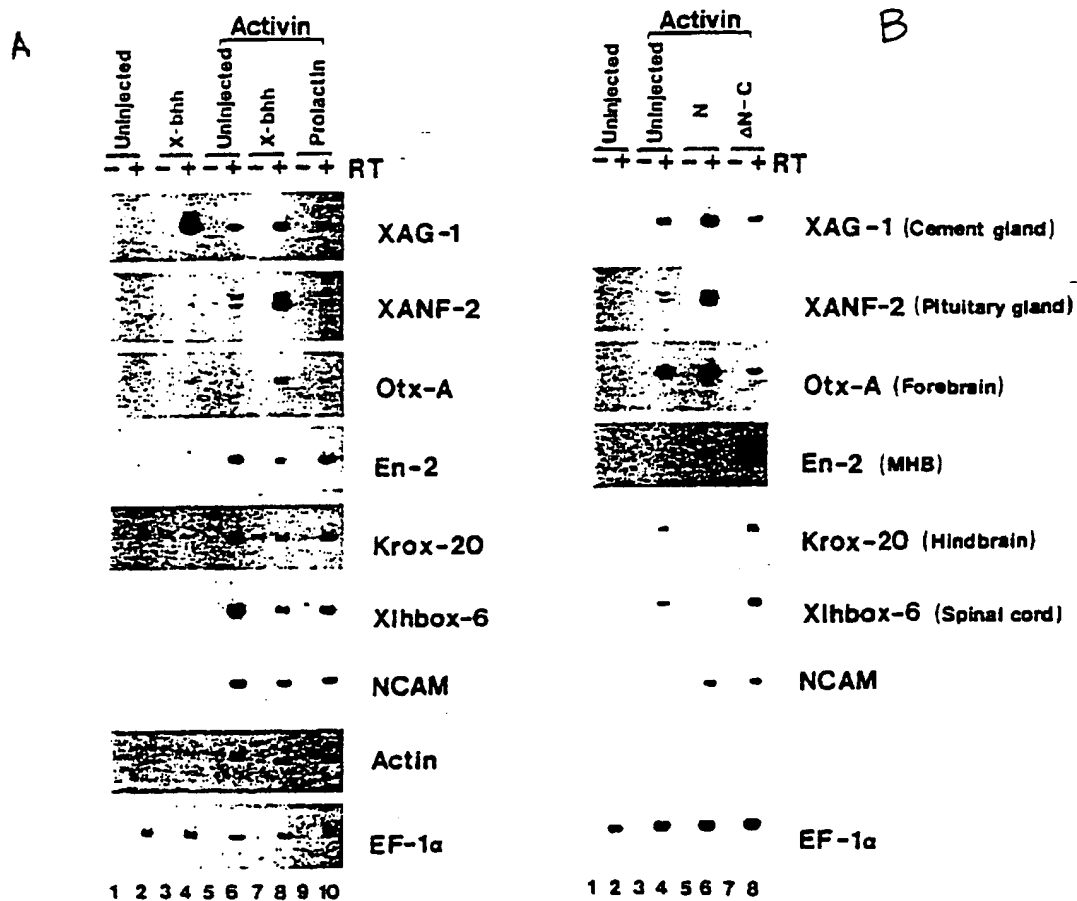 A
Activin
Uninjected
X-bhh
Uninjected
X-bhh
Prolactin
- + - + - + - + - + RT
XAG-1
XANF-2
Otx-A
En-2
Krox-20
Xlhbox-6
NCAM
Actin
EF-1α
1 2 3 4 5 6 7 8 9 10
B
Activin
Uninjected
Uninjected
N
ΔN-C
- + - + - + - + RT
XAG-1 (Cement gland)
XANF-2 (Pituitary gland)
Otx-A (Forebrain)
En-2 (MHB)
Krox-20 (Hindbrain)
Xlhbox-6 (Spinal cord)
NCAM
EF-1α
1 2 3 4 5 6 7 8